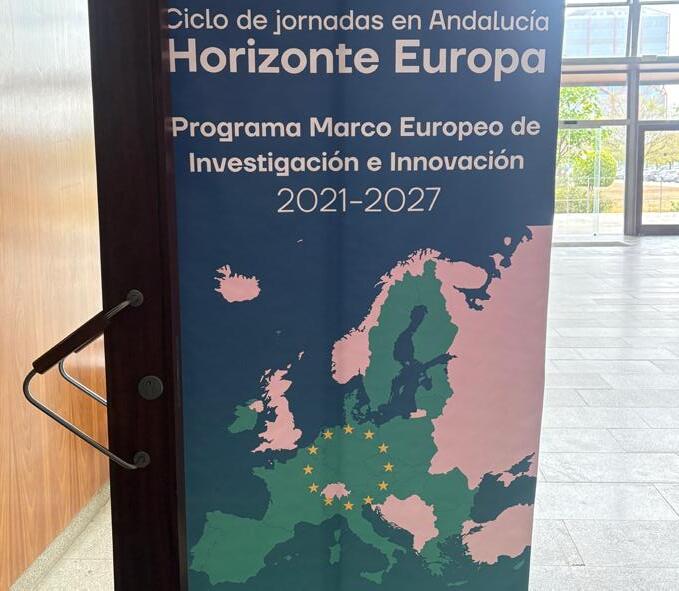 Ciclo de jornadas en Andalucía
Horizonte Europa
Programa Marco Europeo de
Investigación e Innovación
2021-2027